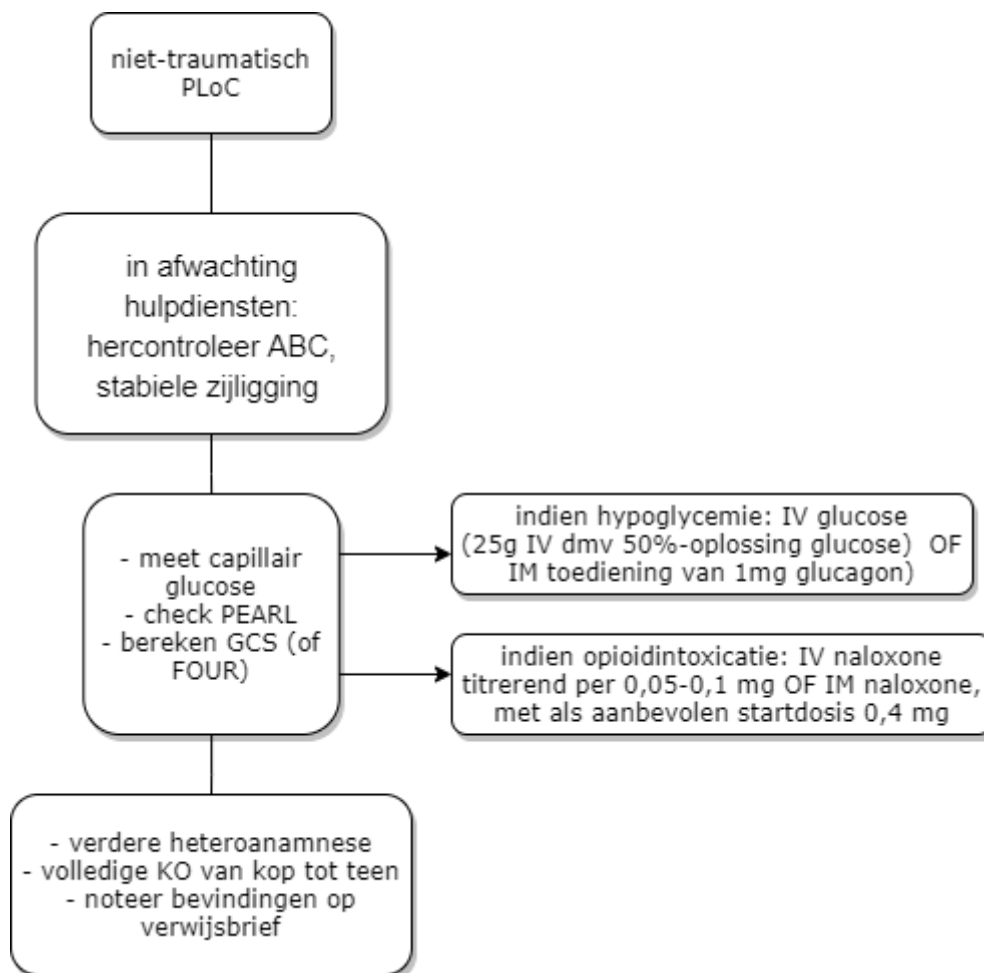 niet-traumatisch
PLoC
in afwachting
hulpdiensten:
hercontroleer ABC,
stabiele zijligging
- meet capillair
glucose
- check PEARL
- bereken GCS (of
FOUR)
indien hypoglycemie: IV glucose
(25g IV dmv 50%-oplossing glucose) OF
IM toediening van 1mg glucagon)
indien opioidintoxicatie: IV naloxone
titrerend per 0,05-0,1 mg OF IM naloxone,
met als aanbevolen startdosis 0,4 mg
- verdere heteroanamnese
- volledige KO van kop tot teen
- noteer bevindingen op
verwijsbrief